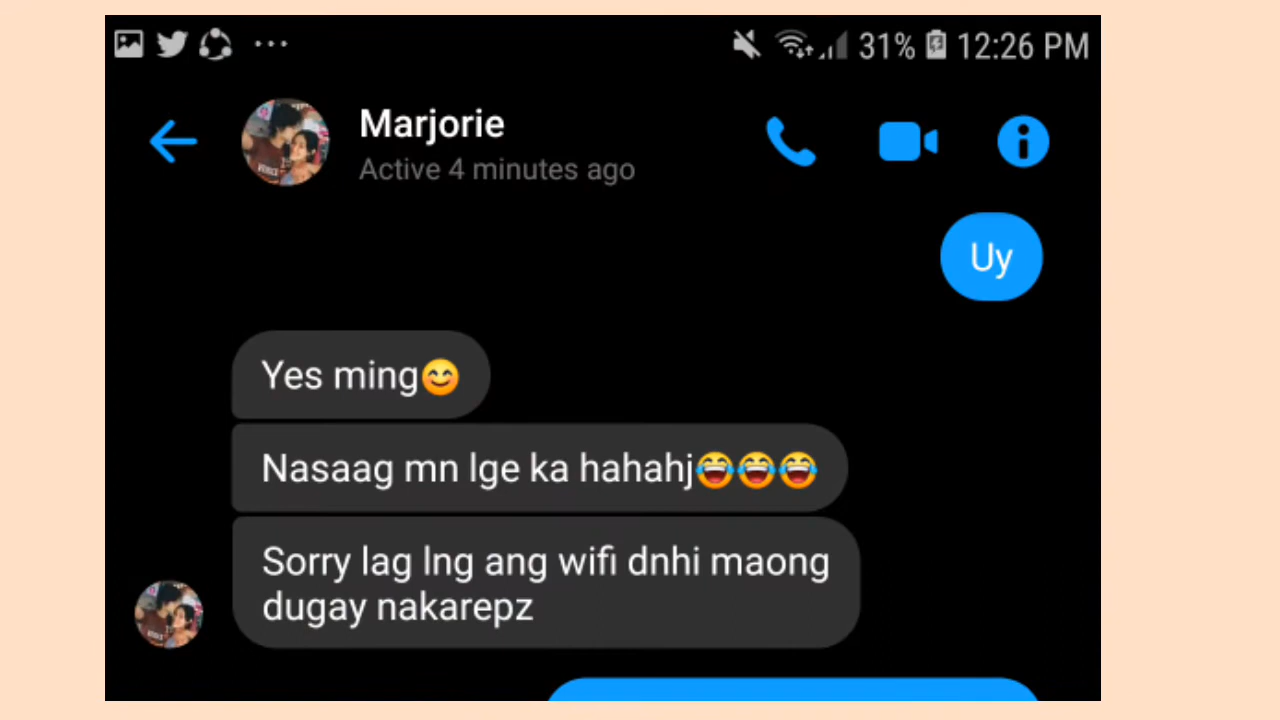 31% 12:26 PM
Marjorie
Active 4 minutes ago
Uy
Yes ming😊
Nasaag mn lge ka hahahj😂😂😂
Sorry lag lng ang wifi dnhi maong
dugay nakarepz